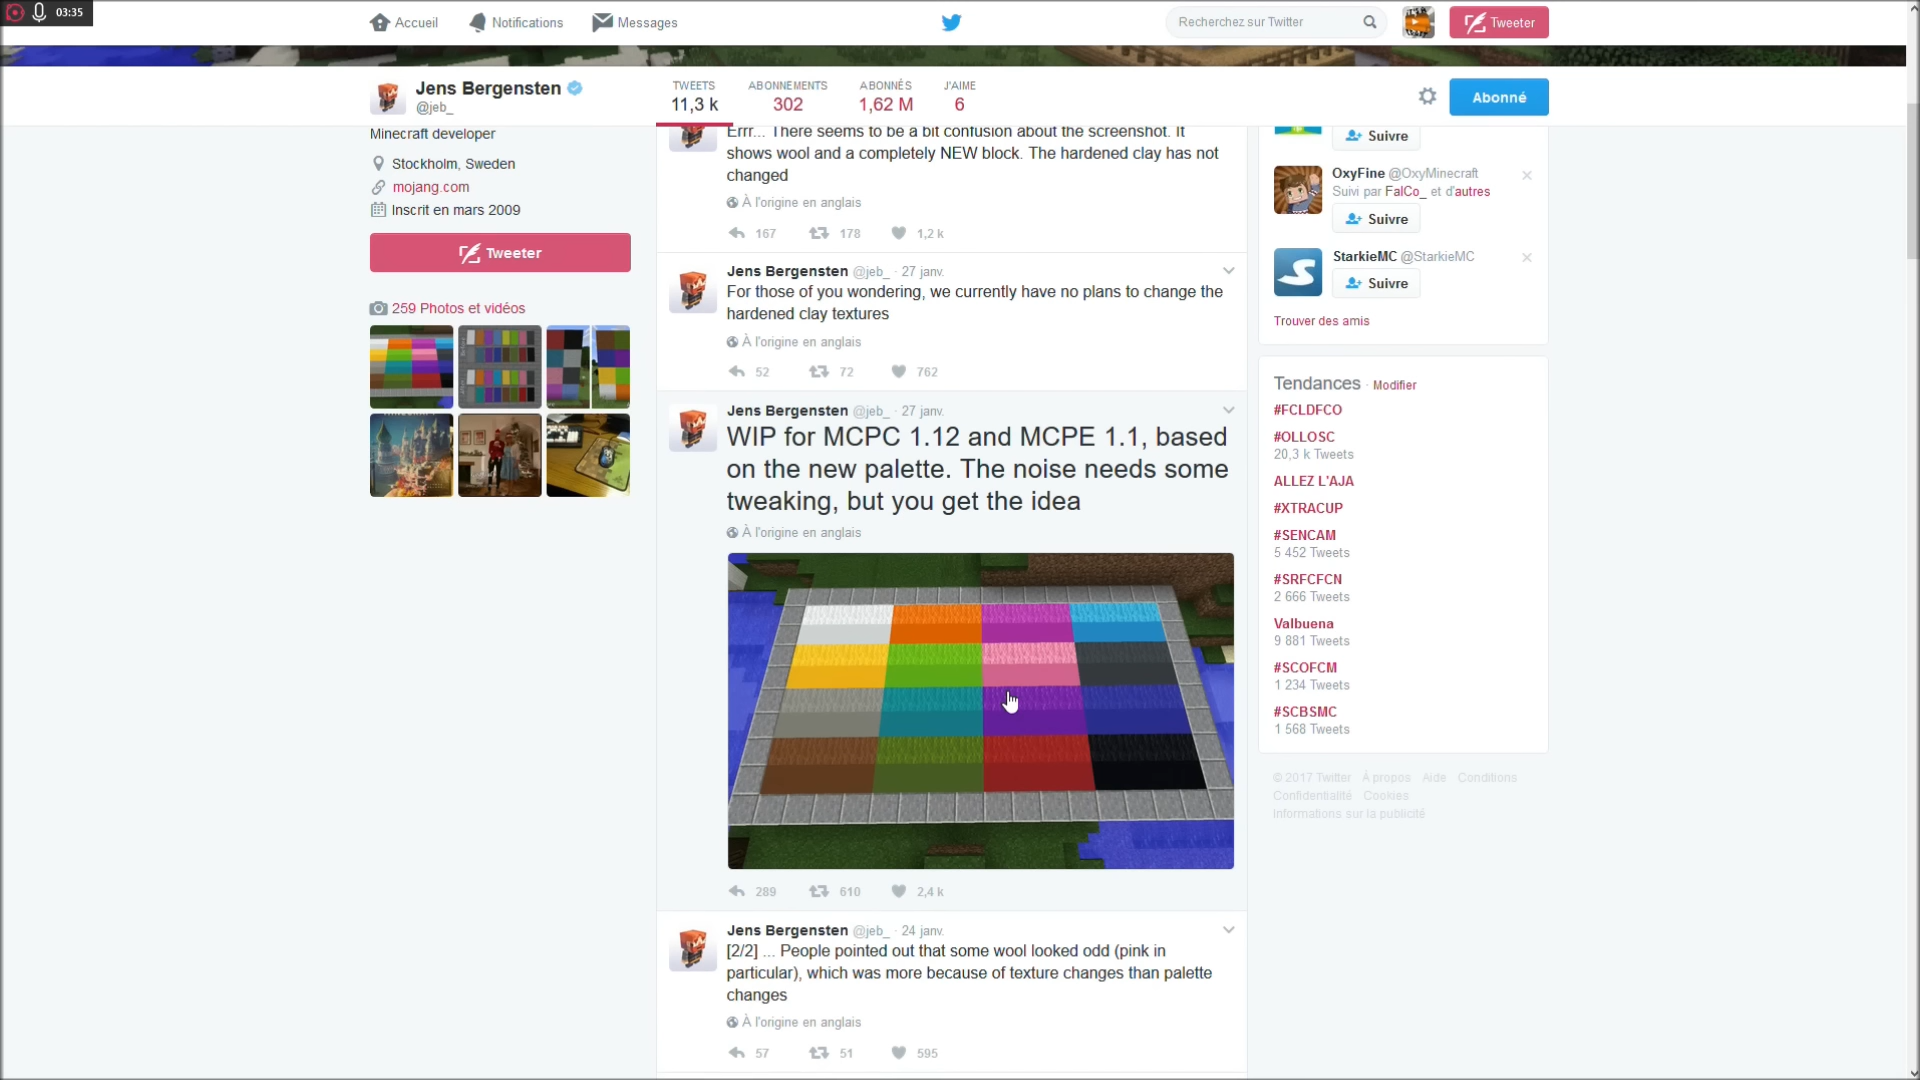 03:35
Accueil
Notifications
Messages
Recherchez sur Twitter
Tweeter
Jens Bergensten
@jeb_
TWEETS
11,3 k
ABONNEMENTS
302
ABONNÉS
1,62 M
J'AIME
6
Abonné
Minecraft developer
Stockholm, Sweden
mojang.com
Inscrit en mars 2009
Tweeter
259 Photos et vidéos
Errr... There seems to be a bit confusion about the screenshot. It
shows wool and a completely NEW block. The hardened clay has not
changed
À l'origine en anglais
167 178 1,2 k
Jens Bergensten @jeb_ · 27 janv.
For those of you wondering, we currently have no plans to change the
hardened clay textures
À l'origine en anglais
52 72 762
Jens Bergensten @jeb_ · 27 janv.
WIP for MCPC 1.12 and MCPE 1.1, based
on the new palette. The noise needs some
tweaking, but you get the idea
À l'origine en anglais
289 610 2,4 k
Jens Bergensten @jeb_ · 24 janv.
[2/2] ... People pointed out that some wool looked odd (pink in
particular), which was more because of texture changes than palette
changes
À l'origine en anglais
57 51 595
Suivre
OxyFine @OxyMinecraft
Suivi par FalCo_ et d'autres
Suivre
StarkieMC @StarkieMC
Suivre
Trouver des amis
Tendances · Modifier
#FCLDFCO
#OLLOSC
20,3 k Tweets
ALLEZ L'AJA
#XTRACUP
#SENCAM
5 452 Tweets
#SRFCFCN
2 666 Tweets
Valbuena
9 881 Tweets
#SCOFCM
1 234 Tweets
#SCBSMC
1 568 Tweets
© 2017 Twitter À propos Aide Conditions
Confidentialité Cookies
Informations sur la publicité